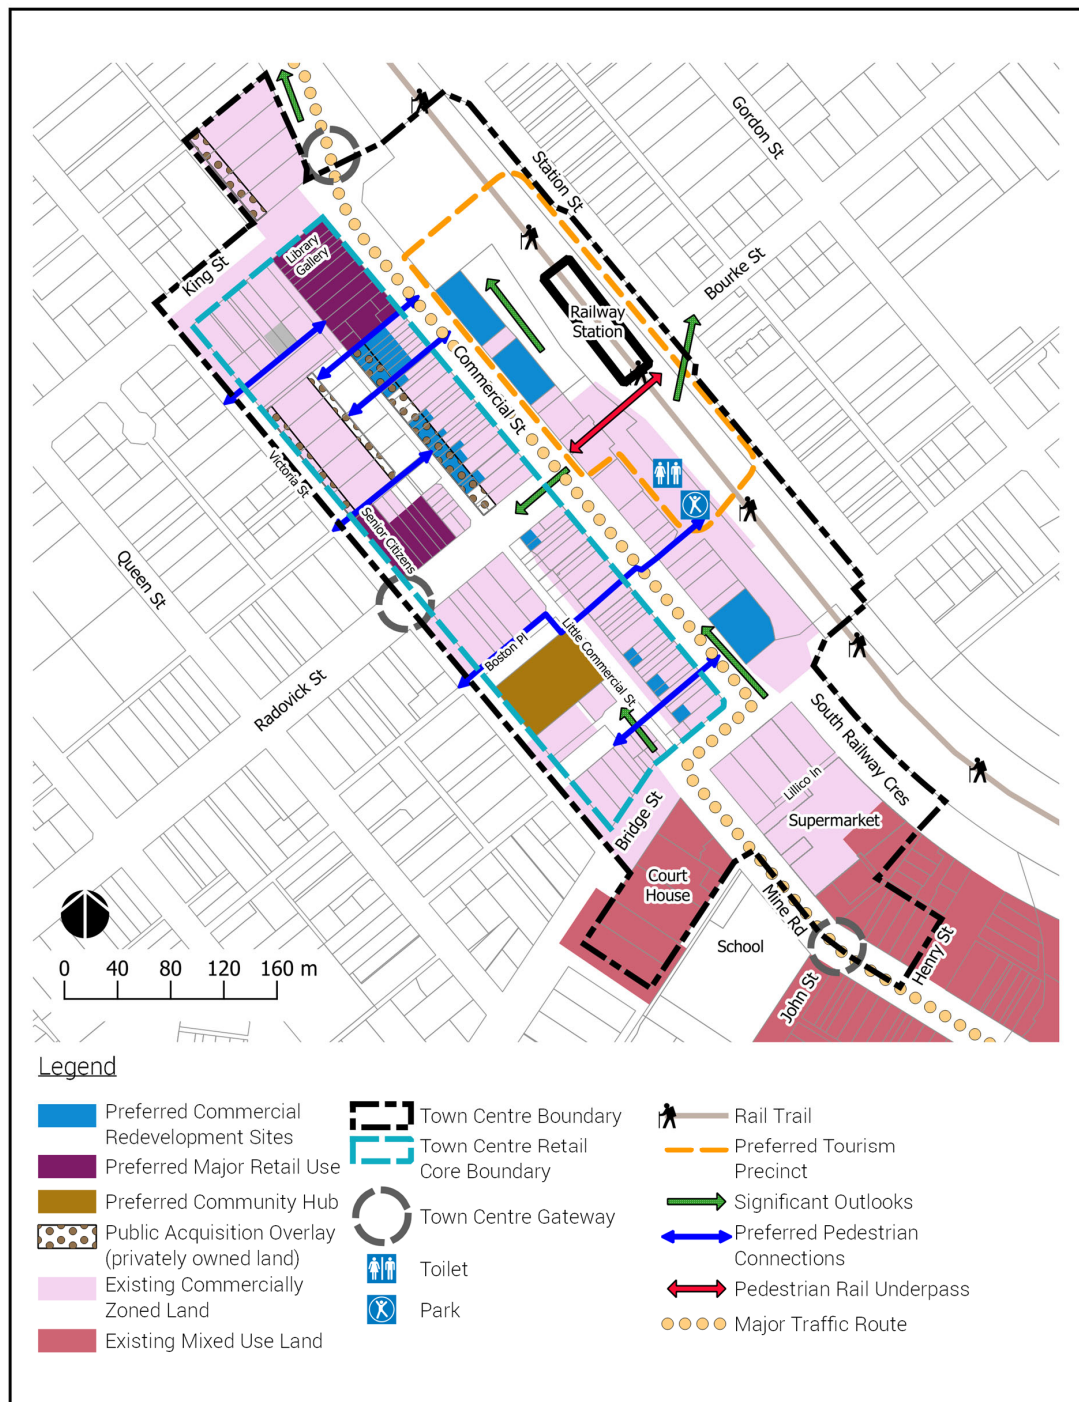 Gordon St
Station St
Bourke St
King St
Library
Gallery
Railway
Station
Commercial St
Victoria St
Senior Citizens
Queen St
Radovick St
Boston Pl
Little Commercial St
South Railway Cres
Lillico ln
Supermarket
Bridge St
Court
House
Mine Rd
School
Henry St
John St
0 40 80 120 160 m
Legend
Preferred Commercial
Redevelopment Sites
Preferred Major Retail Use
Preferred Community Hub
Public Acquisition Overlay
(privately owned land)
Existing Commercially
Zoned Land
Existing Mixed Use Land
Town Centre Boundary
Town Centre Retail
Core Boundary
Town Centre Gateway
Toilet
Park
Rail Trail
Preferred Tourism
Precinct
Significant Outlooks
Preferred Pedestrian
Connections
Pedestrian Rail Underpass
Major Traffic Route